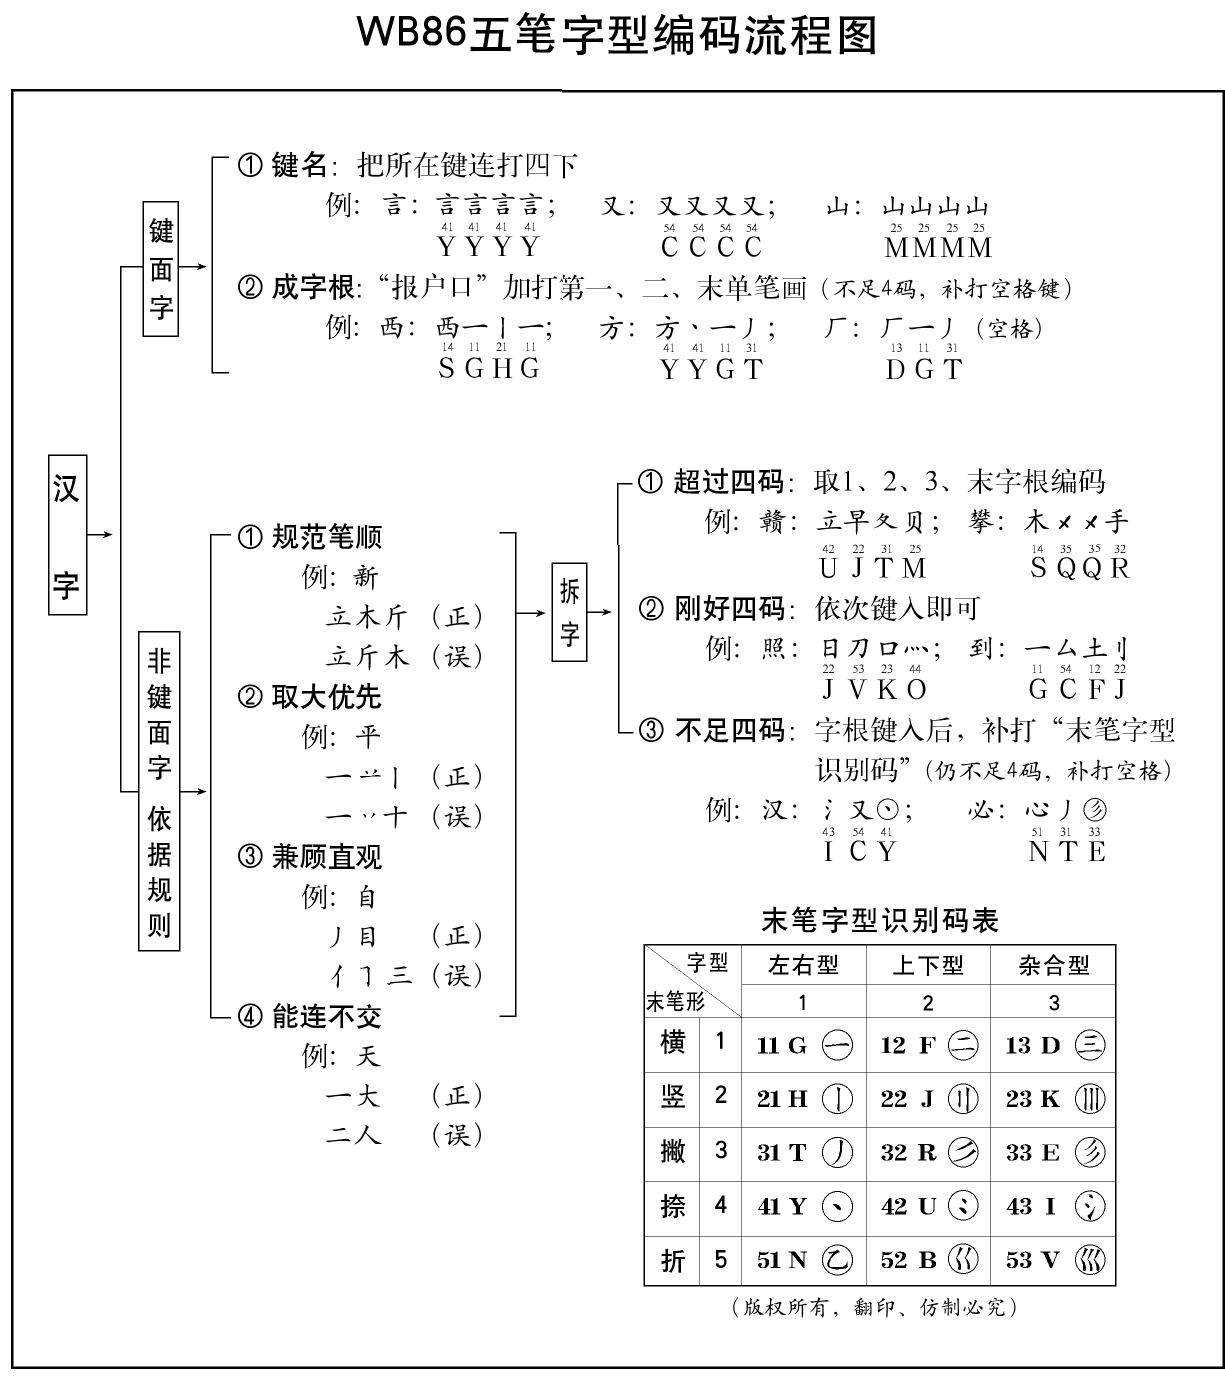 WB86五笔字型编码流程图
汉字
键面字
① 键名：把所在键连打四下
例：言：言言言言； 又：又又又又； 山：山山山山
41 41 41 41 54 54 54 54 25 25 25 25
Y Y Y Y C C C C M M M M
② 成字根：“报户口”加打第一、二、末单笔画（不足4码，补打空格键）
例：西：西一丨一； 方：方丶一丿； 厂：厂一丿（空格）
14 11 21 11 41 41 11 31 13 11 31
S G H G Y Y G T D G T
非键面字 依据规则
① 规范笔顺
例：新
立木斤（正）
立斤木（误）
② 取大优先
例：平
一䒑丨（正）
一丷十（误）
③ 兼顾直观
例：自
丿目（正）
亻㇕三（误）
④ 能连不交
例：天
一大（正）
二人（误）
拆字
① 超过四码：取1、2、3、末字根编码
例：赣：立早夂贝； 攀：木㐅㐅手
42 22 31 25 14 35 35 32
U J T M S Q Q R
② 刚好四码：依次键入即可
例：照：日刀口灬； 到：一厶土刂
22 53 23 44 11 54 12 22
J V K O G C F J
③ 不足四码：字根键入后，补打“末笔字型
识别码”（仍不足4码，补打空格）
例：汉：氵又㊀丶； 必：心丿彡
43 54 41 51 31 33
I C Y N T E
末笔字型识别码表
字型 左右型 上下型 杂合型
末笔形 1 2 3
横 1 11 G 一 12 F 二 13 D 三
竖 2 21 H 丨 22 J 刂 23 K 川
撇 3 31 T 丿 32 R 彡 33 E 彡
捺 4 41 Y 丶 42 U 冫 43 I 氵
折 5 51 N 乙 52 B 巜 53 V 巛
（版权所有，翻印、仿制必究）